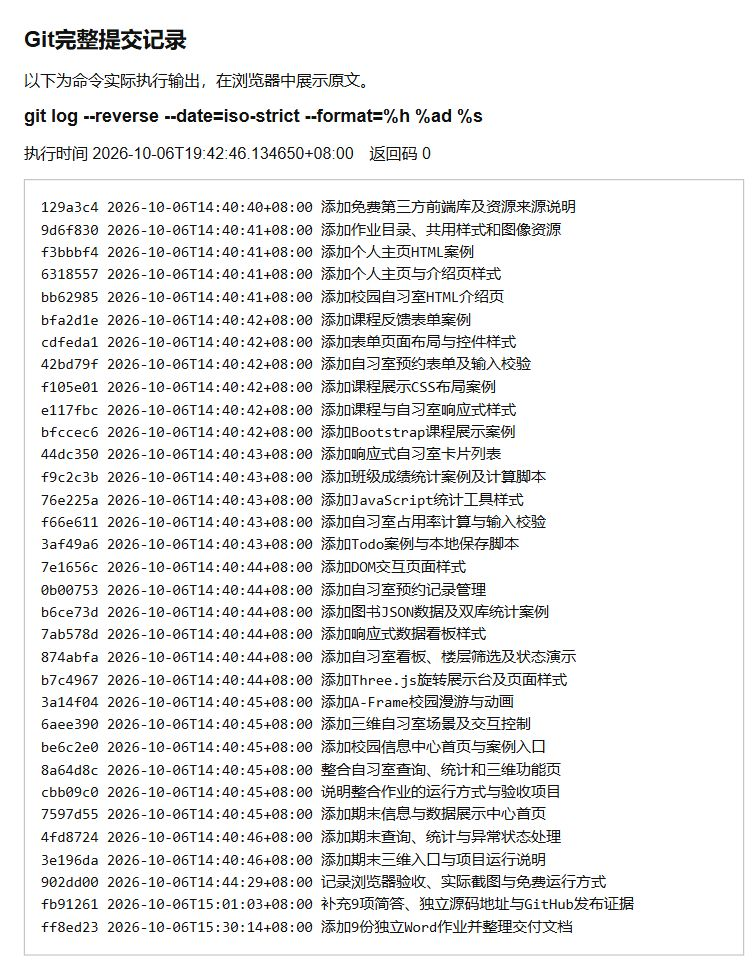 Git完整提交记录
以下为命令实际执行输出，在浏览器中展示原文。
git log --reverse --date=iso-strict --format=%h %ad %s
执行时间 2026-10-06T19:42:46.134650+08:00 返回码 0
129a3c4 2026-10-06T14:40:40+08:00 添加免费第三方前端库及资源来源说明
9d6f830 2026-10-06T14:40:41+08:00 添加作业目录、共用样式和图像资源
f3bbbf4 2026-10-06T14:40:41+08:00 添加个人主页HTML案例
6318557 2026-10-06T14:40:41+08:00 添加个人主页与介绍页样式
bb62985 2026-10-06T14:40:41+08:00 添加校园自习室HTML介绍页
bfa2d1e 2026-10-06T14:40:42+08:00 添加课程反馈表单案例
cdfeda1 2026-10-06T14:40:42+08:00 添加表单页面布局与控件样式
42bd79f 2026-10-06T14:40:42+08:00 添加自习室预约表单及输入校验
f105e01 2026-10-06T14:40:42+08:00 添加课程展示CSS布局案例
e117fbc 2026-10-06T14:40:42+08:00 添加课程与自习室响应式样式
bfccec6 2026-10-06T14:40:42+08:00 添加Bootstrap课程展示案例
44dc350 2026-10-06T14:40:43+08:00 添加响应式自习室卡片列表
f9c2c3b 2026-10-06T14:40:43+08:00 添加班级成绩统计案例及计算脚本
76e225a 2026-10-06T14:40:43+08:00 添加JavaScript统计工具样式
f66e611 2026-10-06T14:40:43+08:00 添加自习室占用率计算与输入校验
3af49a6 2026-10-06T14:40:43+08:00 添加Todo案例与本地保存脚本
7e1656c 2026-10-06T14:40:44+08:00 添加DOM交互页面样式
0b00753 2026-10-06T14:40:44+08:00 添加自习室预约记录管理
b6ce73d 2026-10-06T14:40:44+08:00 添加图书JSON数据及双库统计案例
7ab578d 2026-10-06T14:40:44+08:00 添加响应式数据看板样式
874abfa 2026-10-06T14:40:44+08:00 添加自习室看板、楼层筛选及状态演示
b7c4967 2026-10-06T14:40:44+08:00 添加Three.js旋转展示台及页面样式
3a14f04 2026-10-06T14:40:45+08:00 添加A-Frame校园漫游与动画
6aee390 2026-10-06T14:40:45+08:00 添加三维自习室场景及交互控制
be6c2e0 2026-10-06T14:40:45+08:00 添加校园信息中心首页与案例入口
8a64d8c 2026-10-06T14:40:45+08:00 整合自习室查询、统计和三维功能页
cbb09c0 2026-10-06T14:40:45+08:00 说明整合作业的运行方式与验收项目
7597d55 2026-10-06T14:40:45+08:00 添加期末信息与数据展示中心首页
4fd8724 2026-10-06T14:40:46+08:00 添加期末查询、统计与异常状态处理
3e196da 2026-10-06T14:40:46+08:00 添加期末三维入口与项目运行说明
902dd00 2026-10-06T14:44:29+08:00 记录浏览器验收、实际截图与免费运行方式
fb91261 2026-10-06T15:01:03+08:00 补充9项简答、独立源码地址与GitHub发布证据
ff8ed23 2026-10-06T15:30:14+08:00 添加9份独立Word作业并整理交付文档